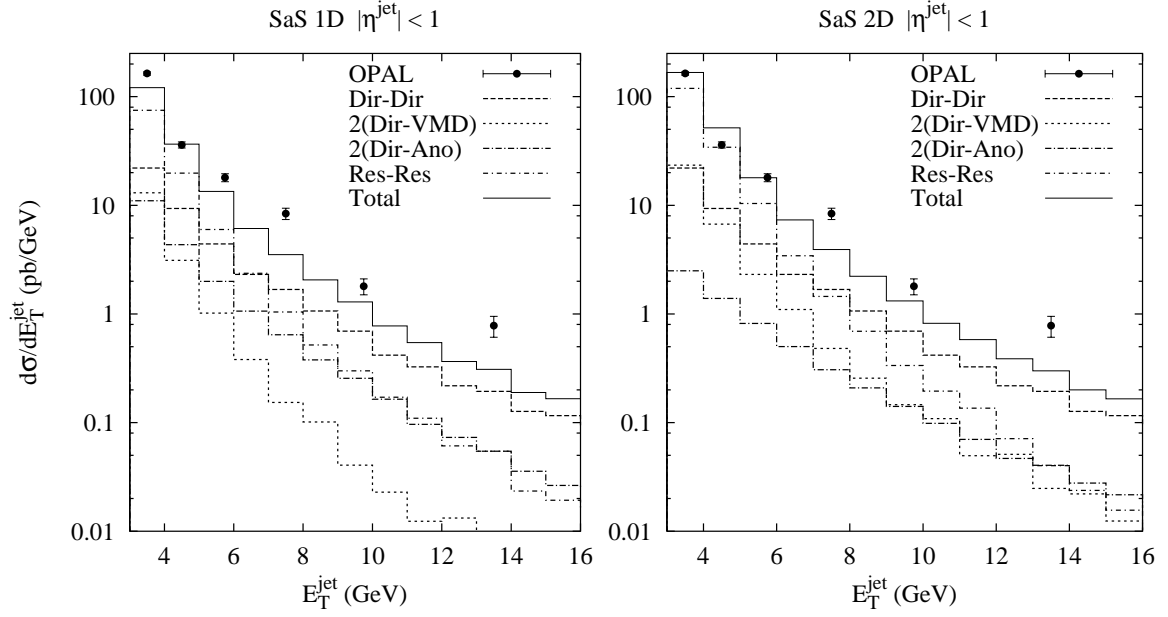 SaS 1D |η^jet| < 1
dσ/dE_T^jet (pb/GeV)
100
10
1
0.1
0.01
OPAL
Dir-Dir
2(Dir-VMD)
2(Dir-Ano)
Res-Res
Total
4 6 8 10 12 14 16
E_T^jet (GeV)
SaS 2D |η^jet| < 1
100
10
1
0.1
0.01
OPAL
Dir-Dir
2(Dir-VMD)
2(Dir-Ano)
Res-Res
Total
4 6 8 10 12 14 16
E_T^jet (GeV)